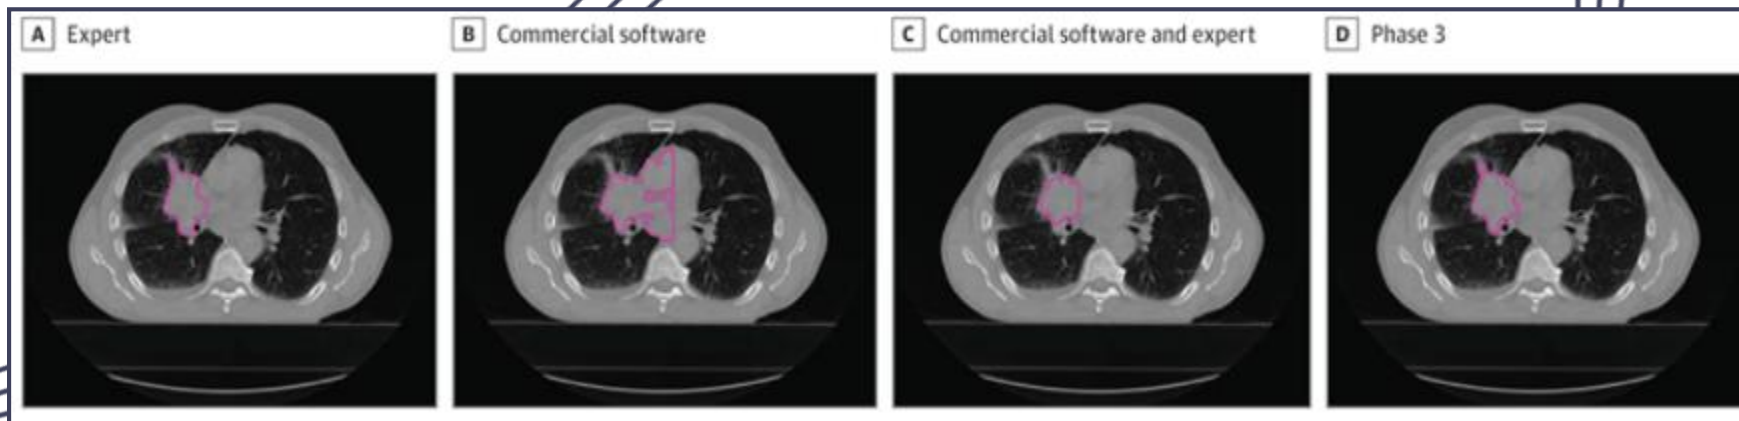 A Expert
B Commercial software
C Commercial software and expert
D Phase 3